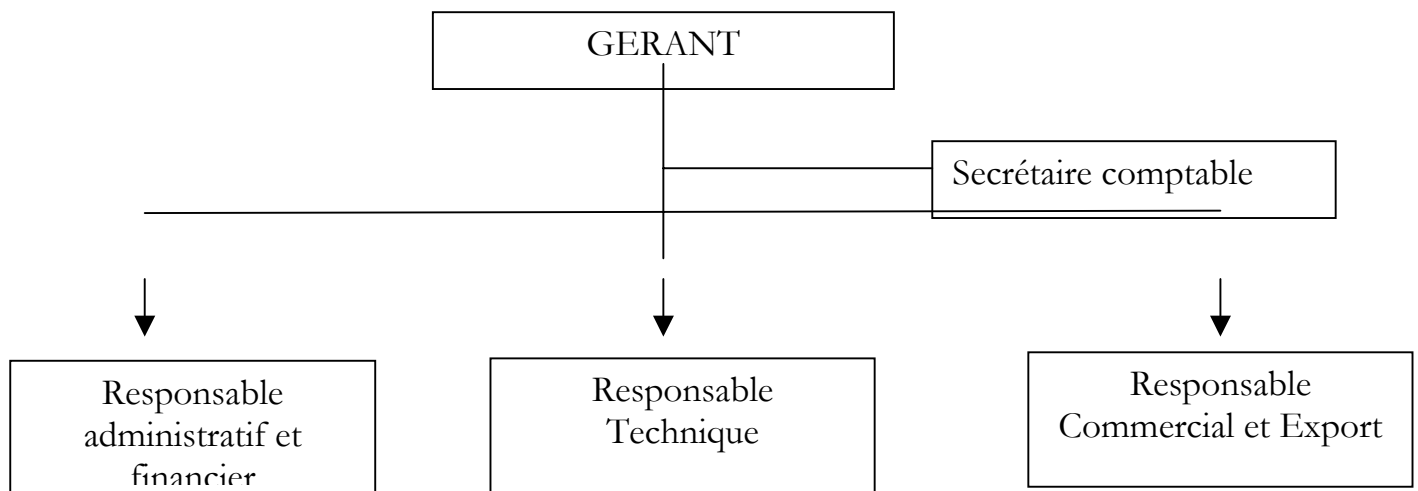 GERANT
Secrétaire comptable
Responsable
administratif et
financier
Responsable
Technique
Responsable
Commercial et Export